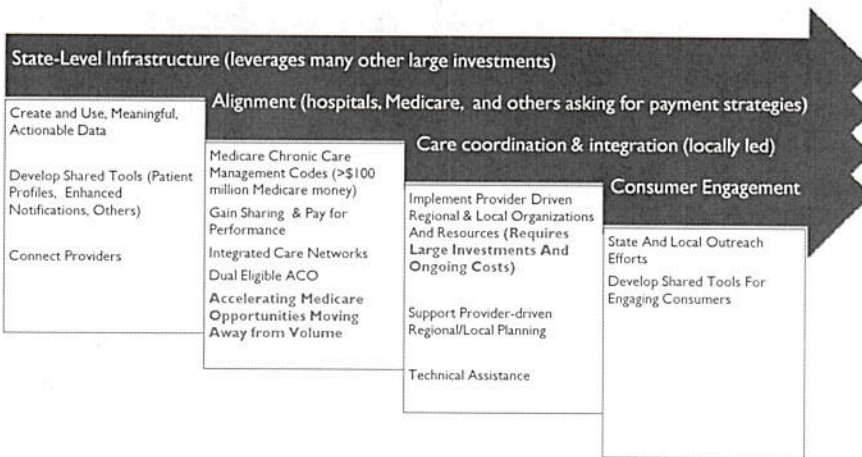 State-Level Infrastructure (leverages many other large investments)
Create and Use, Meaningful,
Actionable Data
Develop Shared Tools (Patient
Profiles, Enhanced
Notifications, Others)
Connect Providers
Alignment (hospitals, Medicare, and others asking for payment strategies)
Medicare Chronic Care
Management Codes (>$100
million Medicare money)
Gain Sharing & Pay for
Performance
Integrated Care Networks
Dual Eligible ACO
Accelerating Medicare
Opportunities Moving
Away from Volume
Care coordination & integration (locally led)
Implement Provider Driven
Regional & Local Organizations
And Resources (Requires
Large Investments And
Ongoing Costs)
Support Provider-driven
Regional/Local Planning
Technical Assistance
Consumer Engagement
State And Local Outreach
Efforts
Develop Shared Tools For
Engaging Consumers